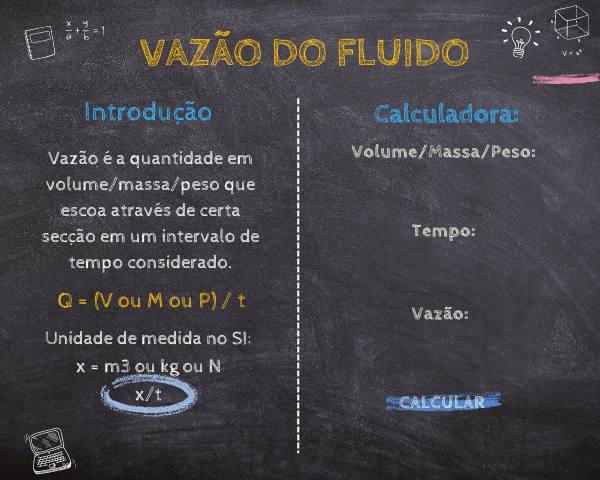 x/a + y/b = 1
VAZÃO DO FLUIDO
V = s³
Introdução
Vazão é a quantidade em
volume/massa/peso que
escoa através de certa
secção em um intervalo de
tempo considerado.
Q = (V ou M ou P) / t
Unidade de medida no SI:
x = m3 ou kg ou N
x/t
Calculadora:
Volume/Massa/Peso:
Tempo:
Vazão:
CALCULAR